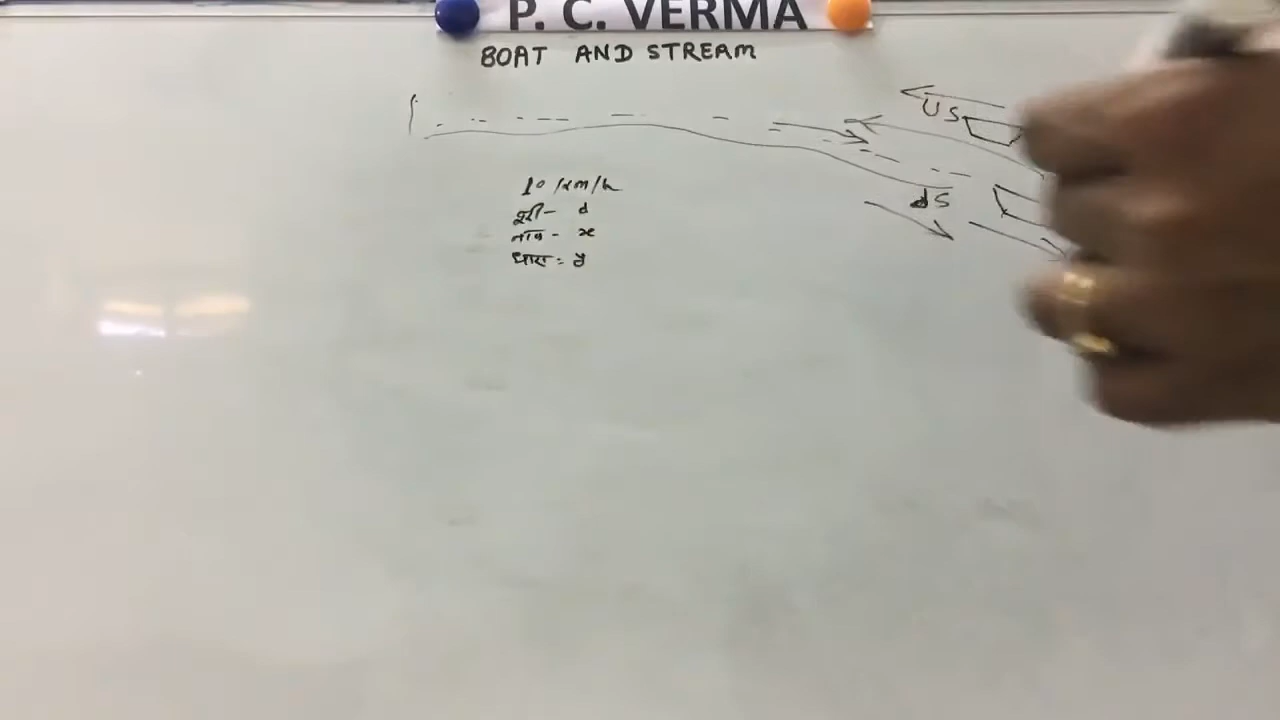 P. C. VERMA
BOAT AND STREAM
US
10 km/h
दूरी - d
dS
नाव - x
धारा = y